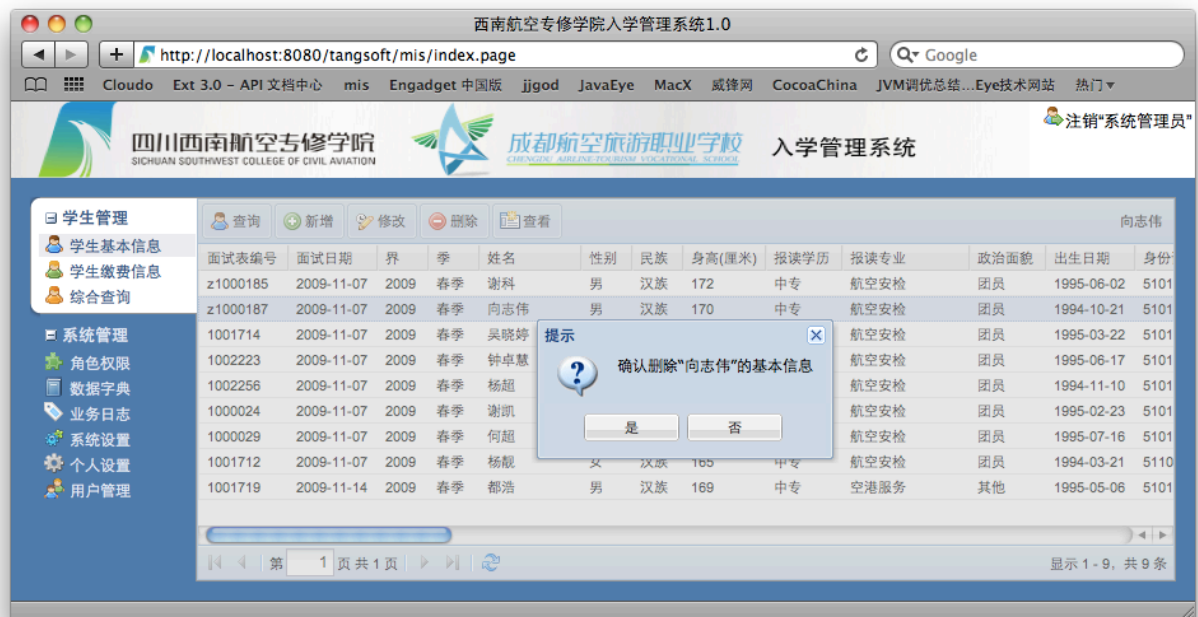 西南航空专修学院入学管理系统1.0
http://localhost:8080/tangsoft/mis/index.page
Google
Cloudo Ext 3.0 – API 文档中心 mis Engadget 中国版 jjgod JavaEye MacX 威锋网 CocoaChina JVM调优总结...Eye技术网站 热门
四川西南航空专修学院
SICHUAN SOUTHWEST COLLEGE OF CIVIL AVIATION
成都航空旅游职业学校
CHENGDU AIRLINE-TOURISM VOCATIONAL SCHOOL
入学管理系统
注销“系统管理员”
学生管理
学生基本信息
学生缴费信息
综合查询
系统管理
角色权限
数据字典
业务日志
系统设置
个人设置
用户管理
查询 新增 修改 删除 查看 向志伟
面试表编号 面试日期 界 季 姓名 性别 民族 身高(厘米) 报读学历 报读专业 政治面貌 出生日期 身份
z1000185 2009-11-07 2009 春季 谢科 男 汉族 172 中专 航空安检 团员 1995-06-02 5101
z1000187 2009-11-07 2009 春季 向志伟 男 汉族 170 中专 航空安检 团员 1994-10-21 5101
1001714 2009-11-07 2009 春季 吴晓婷 航空安检 团员 1995-03-22 5101
1002223 2009-11-07 2009 春季 钟卓慧 航空安检 团员 1995-06-17 5101
1002256 2009-11-07 2009 春季 杨超 航空安检 团员 1994-11-10 5101
1000024 2009-11-07 2009 春季 谢凯 航空安检 团员 1995-02-23 5101
1000029 2009-11-07 2009 春季 何超 航空安检 团员 1995-07-16 5101
1001712 2009-11-07 2009 春季 杨靓 女 汉族 165 中专 航空安检 团员 1994-03-21 5110
1001719 2009-11-14 2009 春季 都浩 男 汉族 169 中专 空港服务 其他 1995-05-06 5101
提示
确认删除“向志伟”的基本信息
是 否
第 1 页 共 1 页
显示 1 - 9, 共 9 条